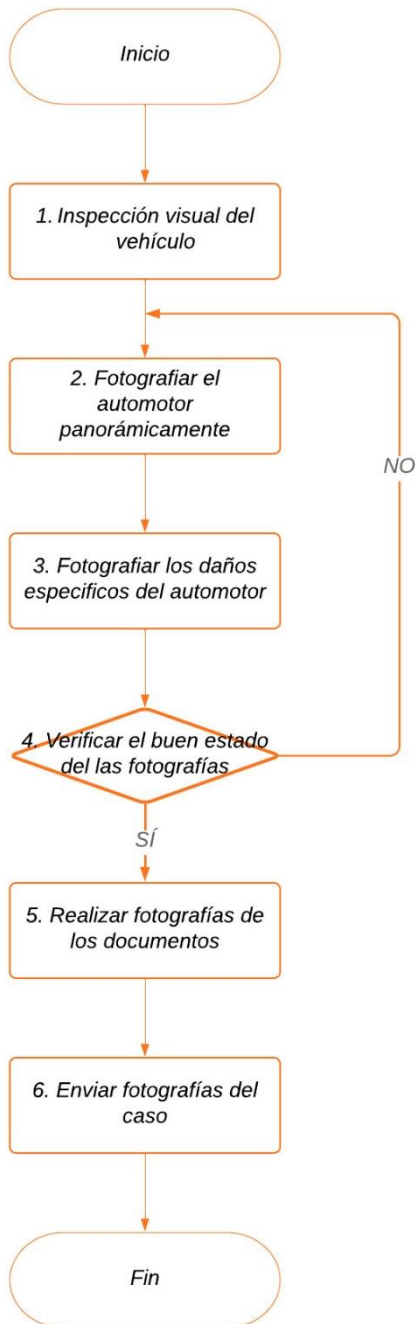 Inicio
1. Inspección visual del
vehículo
2. Fotografiar el
automotor
panorámicamente
NO
3. Fotografiar los daños
especificos del automotor
4. Verificar el buen estado
del las fotografías
SÍ
5. Realizar fotografías de
los documentos
6. Enviar fotografías del
caso
Fin